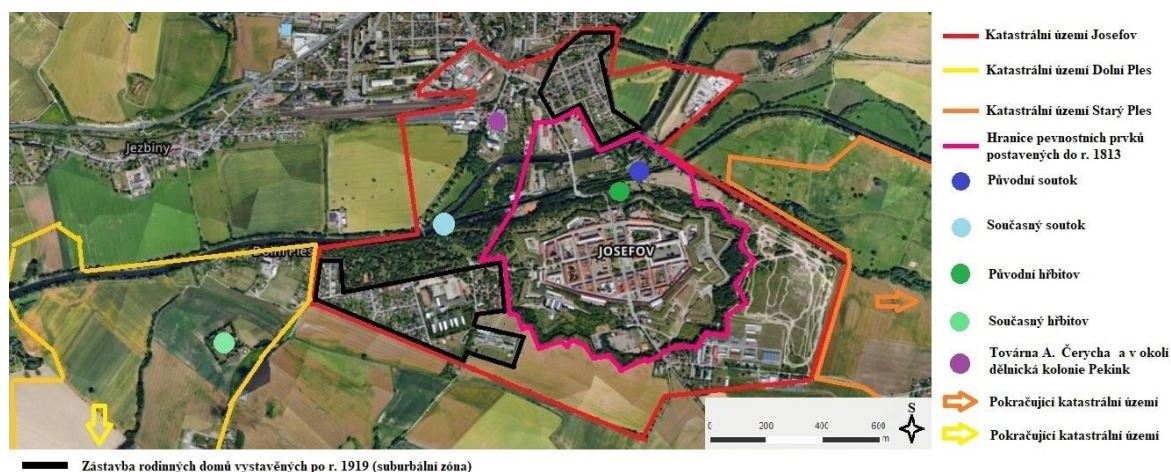 Jezbiny
Dolní Ples
JOSEFOV
S
0 200 400 600
m
Katastrální území Josefov
Katastrální území Dolní Ples
Katastrální území Starý Ples
Hranice pevnostních prvků
postavených do r. 1813
Původní soutok
Současný soutok
Původní hřbitov
Současný hřbitov
Továrna A. Čerycha a v okolí
dělnická kolonie Pekink
Pokračující katastrální území
Pokračující katastrální území
Zástavba rodinných domů vystavěných po r. 1919 (suburbální zóna)